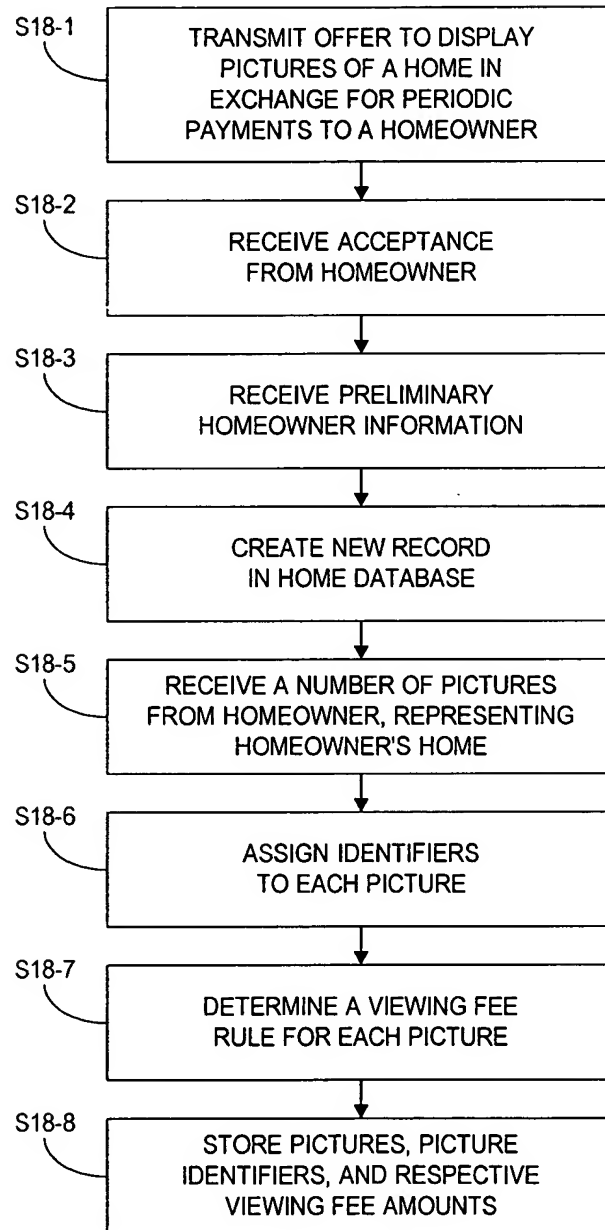 S18-1
TRANSMIT OFFER TO DISPLAY
PICTURES OF A HOME IN
EXCHANGE FOR PERIODIC
PAYMENTS TO A HOMEOWNER
S18-2
RECEIVE ACCEPTANCE
FROM HOMEOWNER
S18-3
RECEIVE PRELIMINARY
HOMEOWNER INFORMATION
S18-4
CREATE NEW RECORD
IN HOME DATABASE
S18-5
RECEIVE A NUMBER OF PICTURES
FROM HOMEOWNER, REPRESENTING
HOMEOWNER'S HOME
S18-6
ASSIGN IDENTIFIERS
TO EACH PICTURE
S18-7
DETERMINE A VIEWING FEE
RULE FOR EACH PICTURE
S18-8
STORE PICTURES, PICTURE
IDENTIFIERS, AND RESPECTIVE
VIEWING FEE AMOUNTS